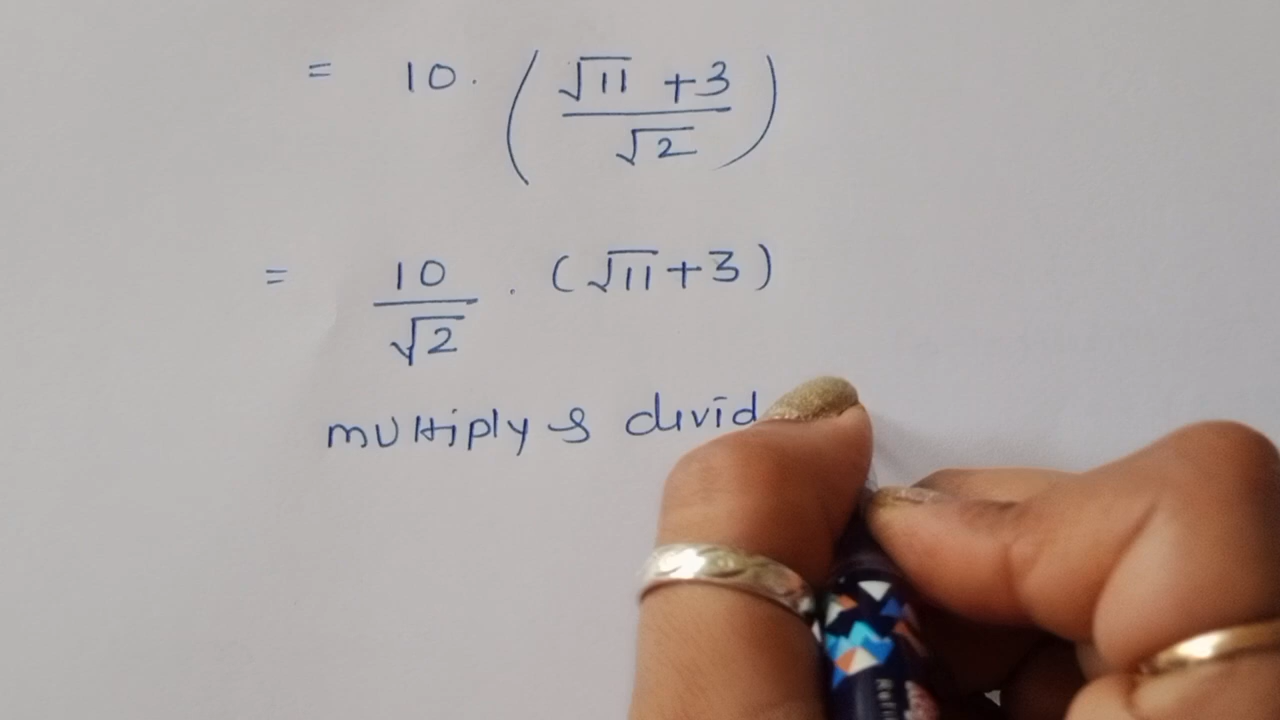 = 10 . ( √11 + 3 / √2 )
= 10 / √2 . ( √11 + 3 )
multiply & divid